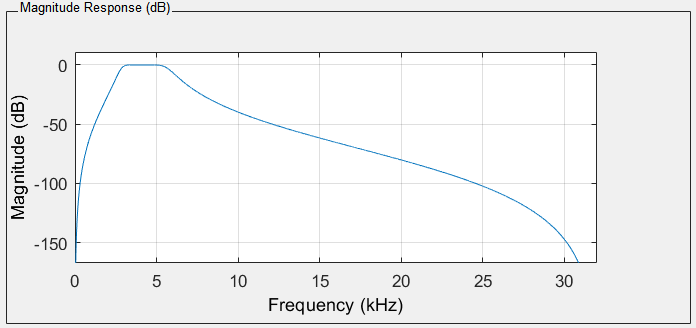 Magnitude Response (dB)
0
-50
-100
-150
Magnitude (dB)
0 5 10 15 20 25 30
Frequency (kHz)